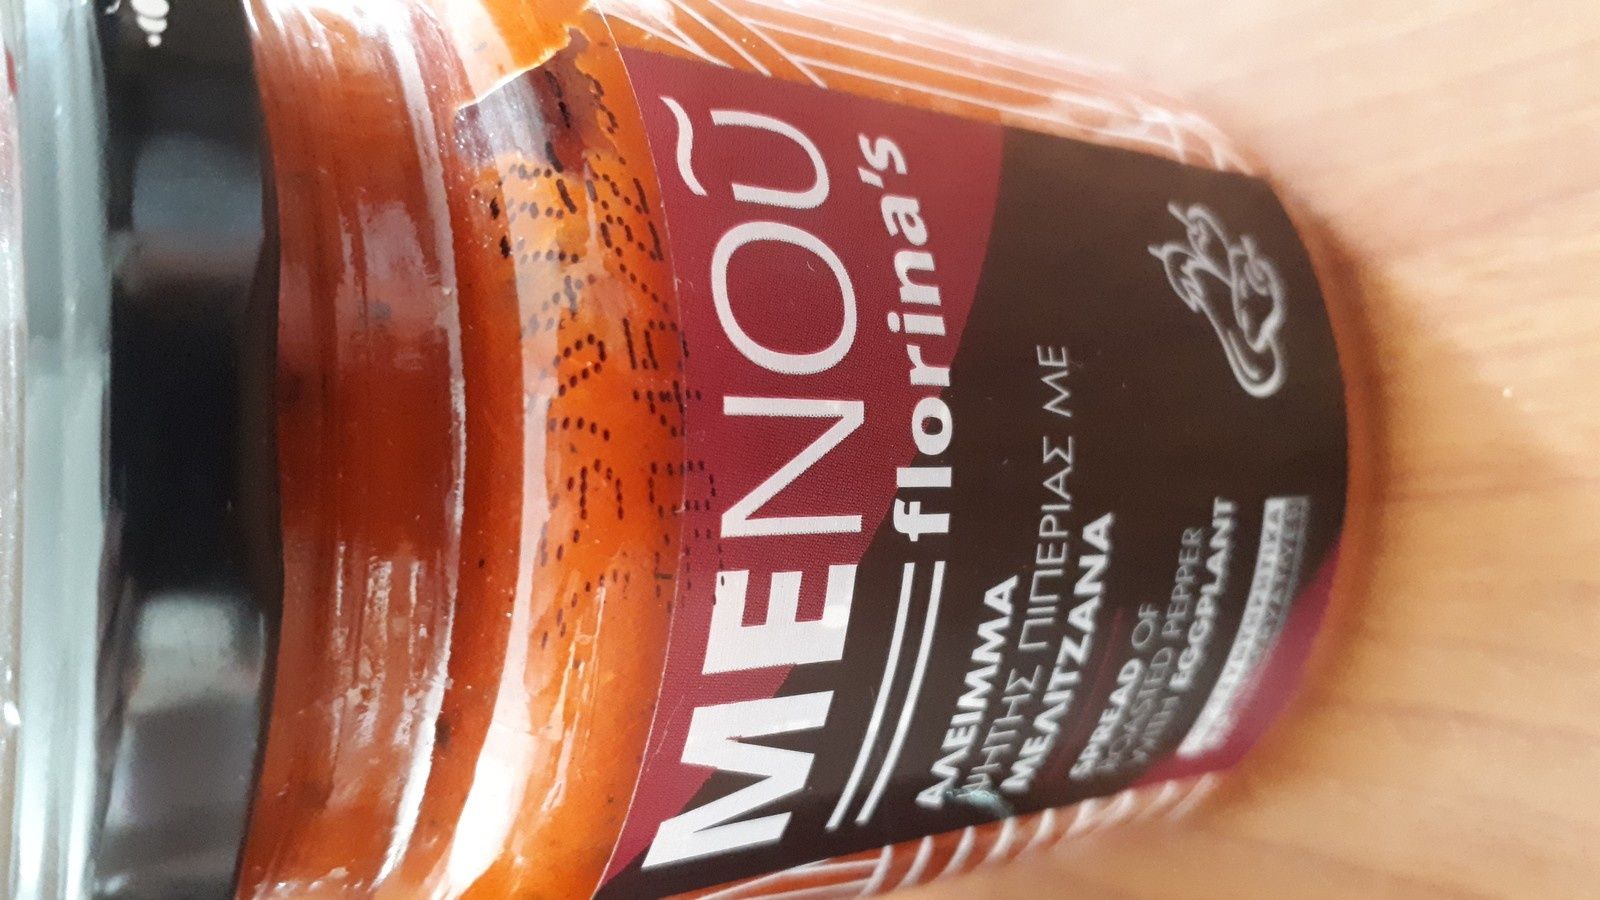 MENOŨ
florina's
ΑΛΕΙΜΜΑ
ΨΗΤΗΣ ΠΙΠΕΡΙΑΣ ΜΕ
ΜΕΛΙΤΖΑΝΑ
SPREAD OF
ROASTED PEPPER
WITH EGGPLANT